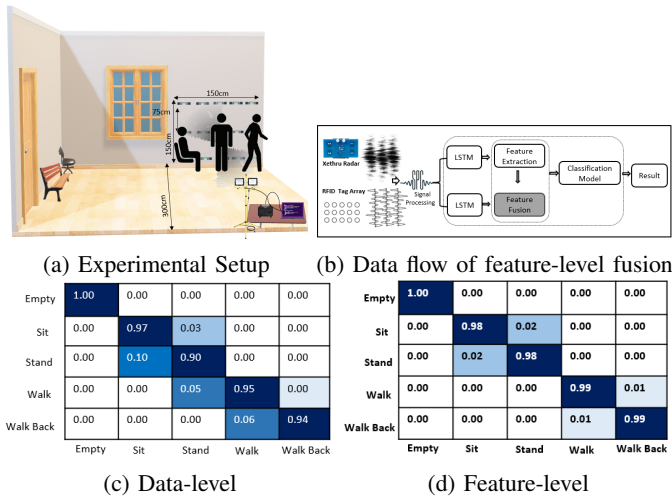 150cm
75cm
150cm
300cm
(a) Experimental Setup
Xethru Radar
RFID Tag Array
Signal
Processing
LSTM
LSTM
Feature
Extraction
Feature
Fusion
Classification
Model
Result
(b) Data flow of feature-level fusion
Empty 1.00 0.00 0.00 0.00 0.00
Sit 0.00 0.97 0.03 0.00 0.00
Stand 0.00 0.10 0.90 0.00 0.00
Walk 0.00 0.00 0.05 0.95 0.00
Walk Back 0.00 0.00 0.00 0.06 0.94
Empty Sit Stand Walk Walk Back
(c) Data-level
Empty 1.00 0.00 0.00 0.00 0.00
Sit 0.00 0.98 0.02 0.00 0.00
Stand 0.00 0.02 0.98 0.00 0.00
Walk 0.00 0.00 0.00 0.99 0.01
Walk Back 0.00 0.00 0.00 0.01 0.99
Empty Sit Stand Walk Walk Back
(d) Feature-level